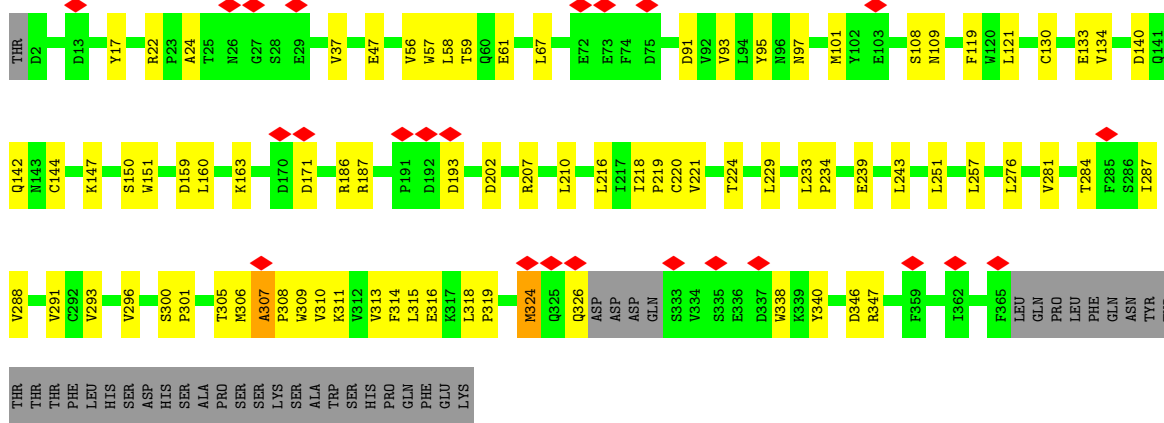 THR D2 D13 Y17 R22 P23 A24 T25 N26 G27 S28 E29 V37 E47 V56 W57 L58 T59 Q60 E61 L67 E72 E73 F74 D75 D91 V92 V93 L94 Y95 N96 N97 M101 Y102 E103 S108 N109 F119 W120 L121 C130 E133 V134 D140 Q141
Q142 N143 C144 K147 S150 W151 D159 L160 K163 D170 D171 R186 R187 P191 D192 D193 D202 R207 L210 L216 I217 I218 P219 C220 V221 T224 L229 L233 P234 E239 L243 L251 L257 L276 V281 T284 F285 S286 I287
V288 V291 C292 V293 V296 S300 P301 T305 M306 A307 P308 W309 V310 K311 V312 V313 F314 L315 E316 K317 L318 P319 M324 Q325 Q326 ASP ASP ASP GLN S333 V334 S335 E336 D337 W338 K339 Y340 D346 R347 F359 I362 F365 LEU GLN PRO LEU PHE GLN ASN TYR
THR THR THR PHE LEU HIS SER ASP HIS SER ALA PRO SER SER LYS SER ALA TRP SER HIS PRO GLN PHE GLU LYS